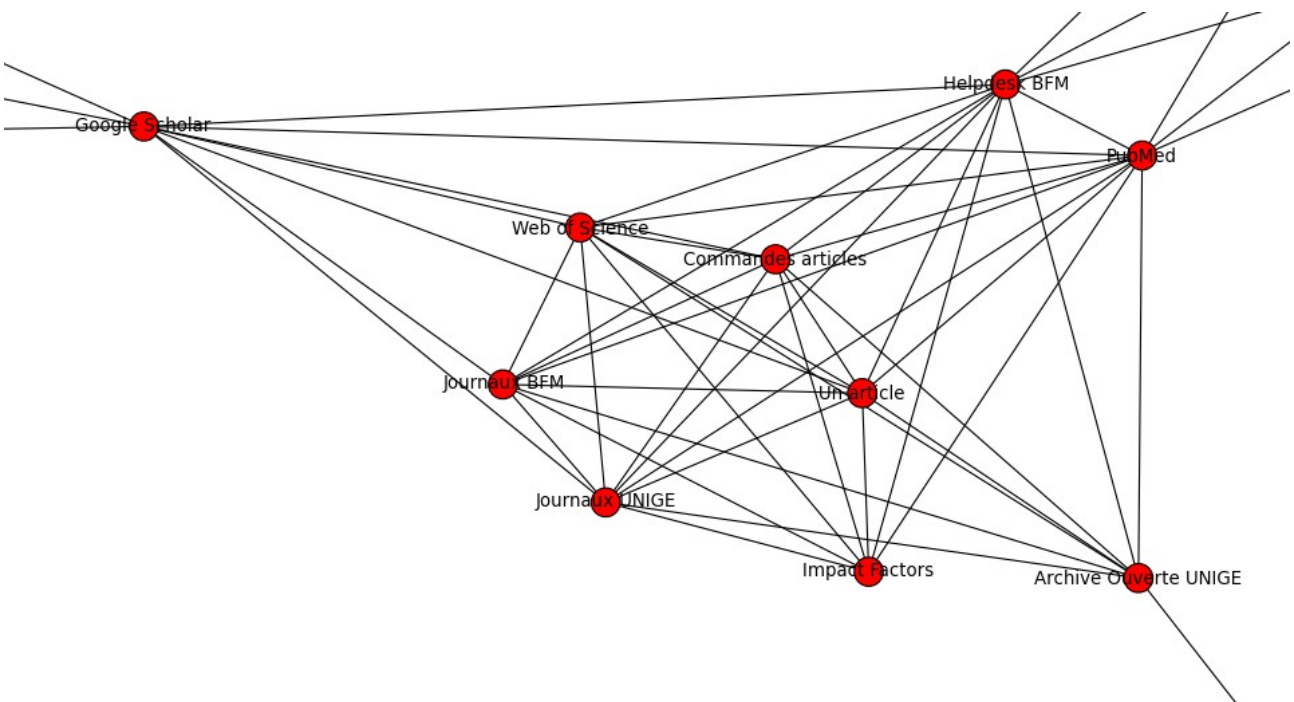 Helpdesk BFM
Google Scholar
PubMed
Web of Science
Commandes articles
Journaux BFM
Un article
Journaux UNIGE
Impact Factors
Archive Ouverte UNIGE